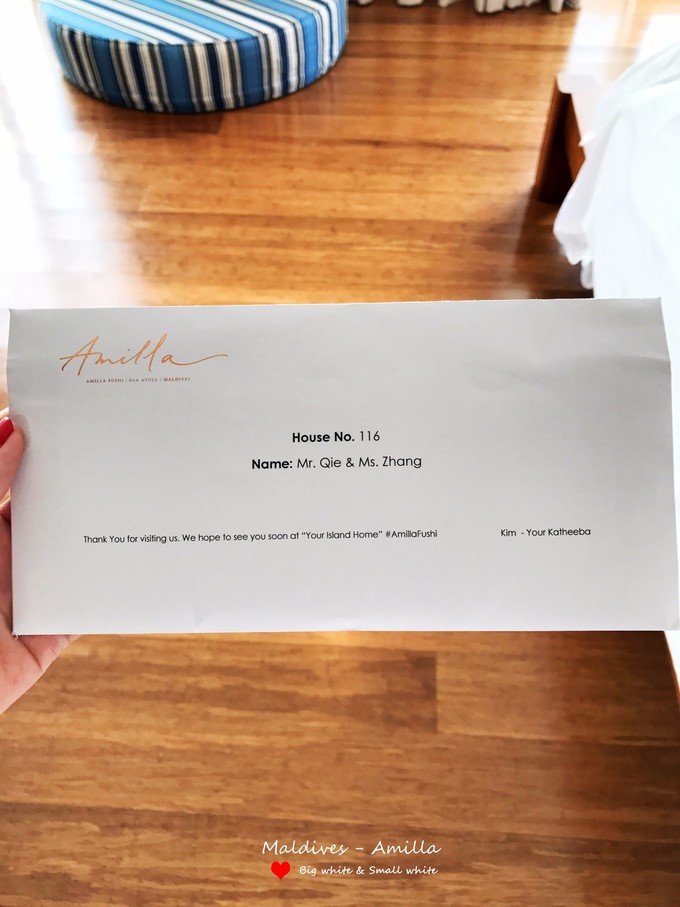 Amilla
AMILLA FUSHI | BAA ATOLL | MALDIVES
House No. 116
Name: Mr. Qie & Ms. Zhang
Thank You for visiting us. We hope to see you soon at “Your Island Home” #AmillaFushi Kim - Your Katheeba
Maldives - Amilla
Big white & Small white